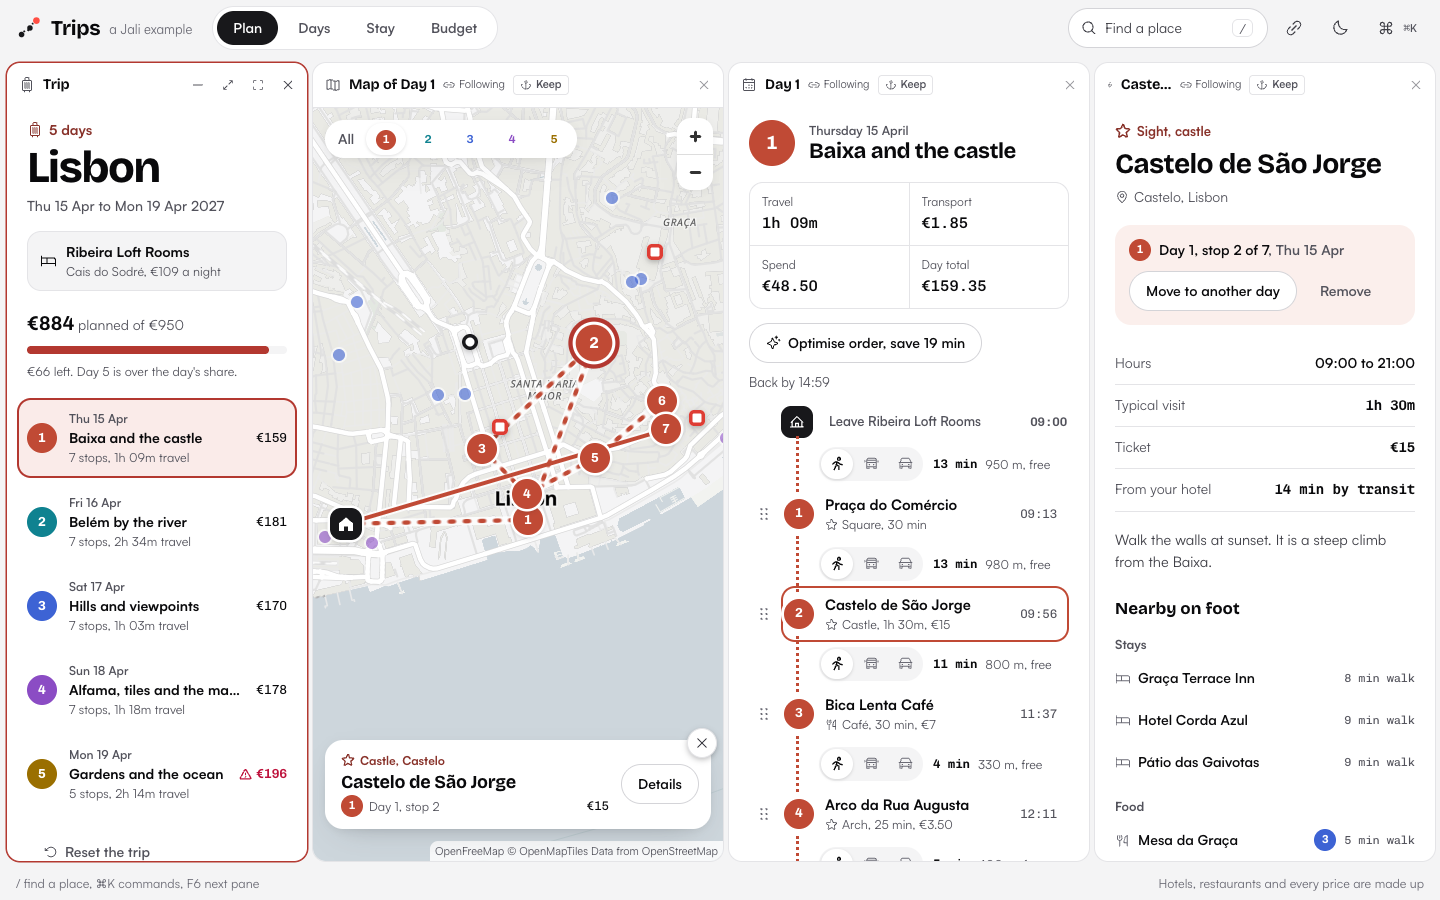 Trips a Jali example
Plan Days Stay Budget
Find a place /
⌘ ⌘K
Trip
5 days
Lisbon
Thu 15 Apr to Mon 19 Apr 2027
Ribeira Loft Rooms
Cais do Sodré, €109 a night
€884 planned of €950
€66 left. Day 5 is over the day's share.
Thu 15 Apr
1 Baixa and the castle €159
7 stops, 1h 09m travel
Fri 16 Apr
2 Belém by the river €181
7 stops, 2h 34m travel
Sat 17 Apr
3 Hills and viewpoints €170
7 stops, 1h 03m travel
Sun 18 Apr
4 Alfama, tiles and the ma... €178
7 stops, 1h 18m travel
Mon 19 Apr
5 Gardens and the ocean €196
5 stops, 2h 14m travel
Reset the trip
Map of Day 1 Following Keep
All 1 2 3 4 5
+
−
GRAÇA
2
SANTA MARIA
MAIOR
6
7
3
5
4
Lisbon
1
Castle, Castelo
Castelo de São Jorge
1 Day 1, stop 2 €15
Details
OpenFreeMap © OpenMapTiles Data from OpenStreetMap
Day 1 Following Keep
1
Thursday 15 April
Baixa and the castle
Travel Transport
1h 09m €1.85
Spend Day total
€48.50 €159.35
Optimise order, save 19 min
Back by 14:59
Leave Ribeira Loft Rooms 09:00
13 min 950 m, free
1 Praça do Comércio 09:13
Square, 30 min
13 min 980 m, free
2 Castelo de São Jorge 09:56
Castle, 1h 30m, €15
11 min 800 m, free
3 Bica Lenta Café 11:37
Café, 30 min, €7
4 min 330 m, free
4 Arco da Rua Augusta 12:11
Arch, 25 min, €3.50
Caste... Following Keep
Sight, castle
Castelo de São Jorge
Castelo, Lisbon
1 Day 1, stop 2 of 7, Thu 15 Apr
Move to another day Remove
Hours 09:00 to 21:00
Typical visit 1h 30m
Ticket €15
From your hotel 14 min by transit
Walk the walls at sunset. It is a steep climb
from the Baixa.
Nearby on foot
Stays
Graça Terrace Inn 8 min walk
Hotel Corda Azul 9 min walk
Pátio das Gaivotas 9 min walk
Food
Mesa da Graça 3 5 min walk
/ find a place, ⌘K commands, F6 next pane
Hotels, restaurants and every price are made up